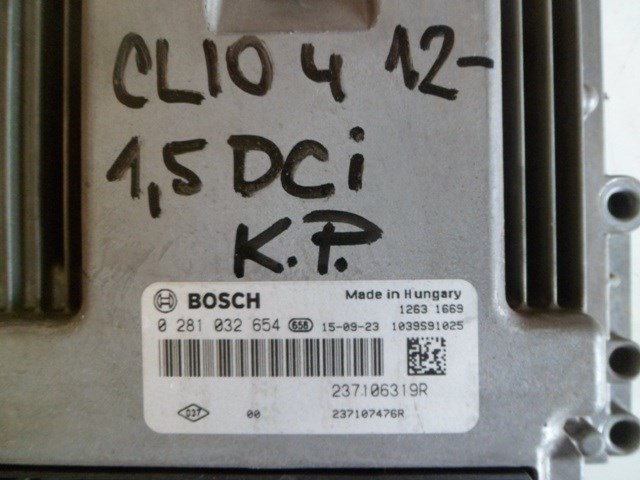 CLIO 4 12-
1,5 DCi
K.P.
BOSCH Made in Hungary
1263 1669
0 281 032 654 658 15-09-23 1039S91025
237106319R
037 00 237107476R